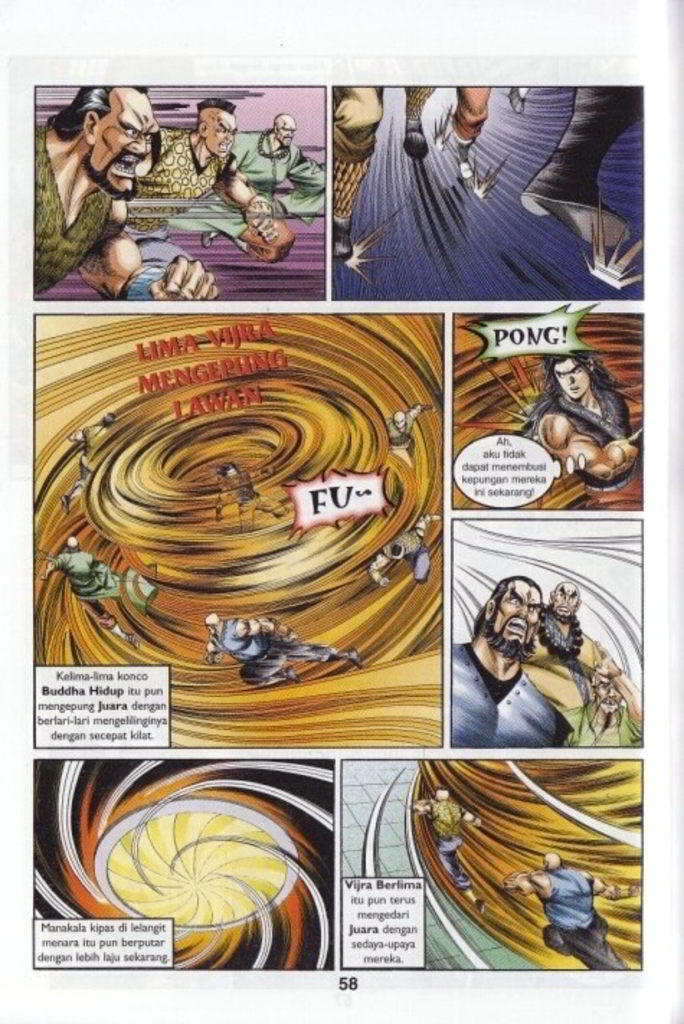 LIMA VIJRA
MENGEPUNG
LAWAN
FU~
Kelima-lima konco
Buddha Hidup itu pun
mengepung Juara dengan
berlari-lari mengelilinginya
dengan secepat kilat.
PONG!
Ah,
aku tidak
dapat menembusi
kepungan mereka
ini sekarang!
Manakala kipas di lelangit
menara itu pun berputar
dengan lebih laju sekarang.
Vijra Berlima
itu pun terus
mengedari
Juara dengan
sedaya-upaya
mereka.
58